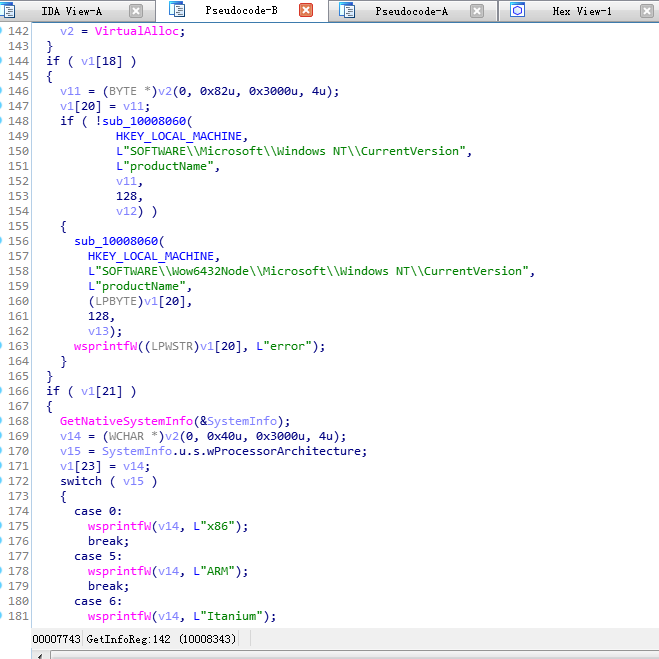 IDA View-A Pseudocode-B Pseudocode-A Hex View-1
142 v2 = VirtualAlloc;
143 }
144 if ( v1[18] )
145 {
146 v11 = (BYTE *)v2(0, 0x82u, 0x3000u, 4u);
147 v1[20] = v11;
148 if ( !sub_10008060(
149 HKEY_LOCAL_MACHINE,
150 L"SOFTWARE\\Microsoft\\Windows NT\\CurrentVersion",
151 L"productName",
152 v11,
153 128,
154 v12) )
155 {
156 sub_10008060(
157 HKEY_LOCAL_MACHINE,
158 L"SOFTWARE\\Wow6432Node\\Microsoft\\Windows NT\\CurrentVersion",
159 L"productName",
160 (LPBYTE)v1[20],
161 128,
162 v13);
163 wsprintfW((LPWSTR)v1[20], L"error");
164 }
165 }
166 if ( v1[21] )
167 {
168 GetNativeSystemInfo(&SystemInfo);
169 v14 = (WCHAR *)v2(0, 0x40u, 0x3000u, 4u);
170 v15 = SystemInfo.u.s.wProcessorArchitecture;
171 v1[23] = v14;
172 switch ( v15 )
173 {
174 case 0:
175 wsprintfW(v14, L"x86");
176 break;
177 case 5:
178 wsprintfW(v14, L"ARM");
179 break;
180 case 6:
181 wsprintfW(v14, L"Itanium");
00007743 GetInfoReg:142 (10008343)